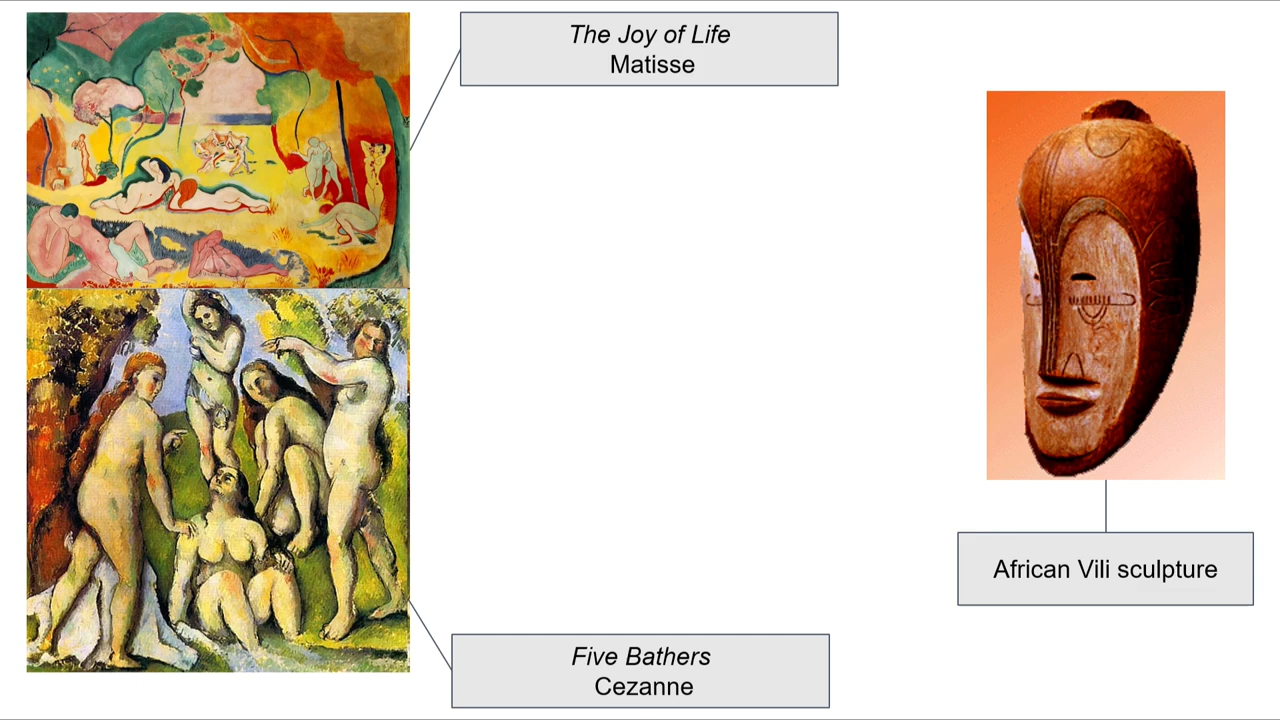 The Joy of Life
Matisse
African Vili sculpture
Five Bathers
Cezanne